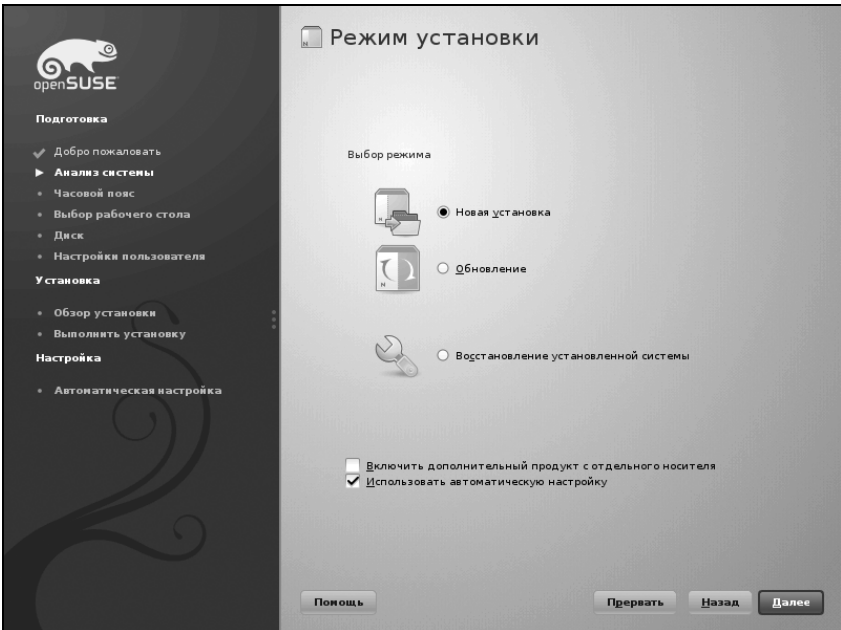 openSUSE
Подготовка
Добро пожаловать
Анализ системы
Часовой пояс
Выбор рабочего стола
Диск
Настройки пользователя
Установка
Обзор установки
Выполнить установку
Настройка
Автоматическая настройка
Режим установки
Выбор режима
Новая установка
Обновление
Восстановление установленной системы
Включить дополнительный продукт с отдельного носителя
Использовать автоматическую настройку
Помощь
Прервать
Назад
Далее